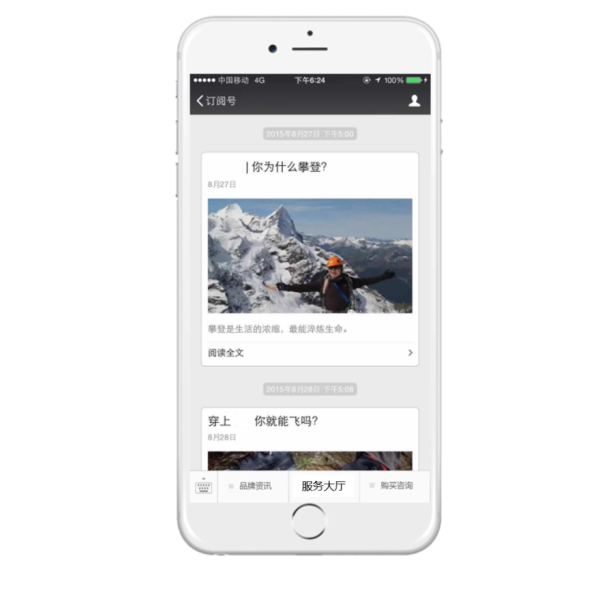 中国移动 4G 下午6:24 100%
订阅号
2015年8月27日 下午5:00
| 你为什么攀登?
8月27日
攀登是生活的浓缩，最能淬炼生命。
阅读全文
2015年8月28日 下午5:08
穿上 你就能飞吗?
8月28日
品牌资讯 服务大厅 购买咨询